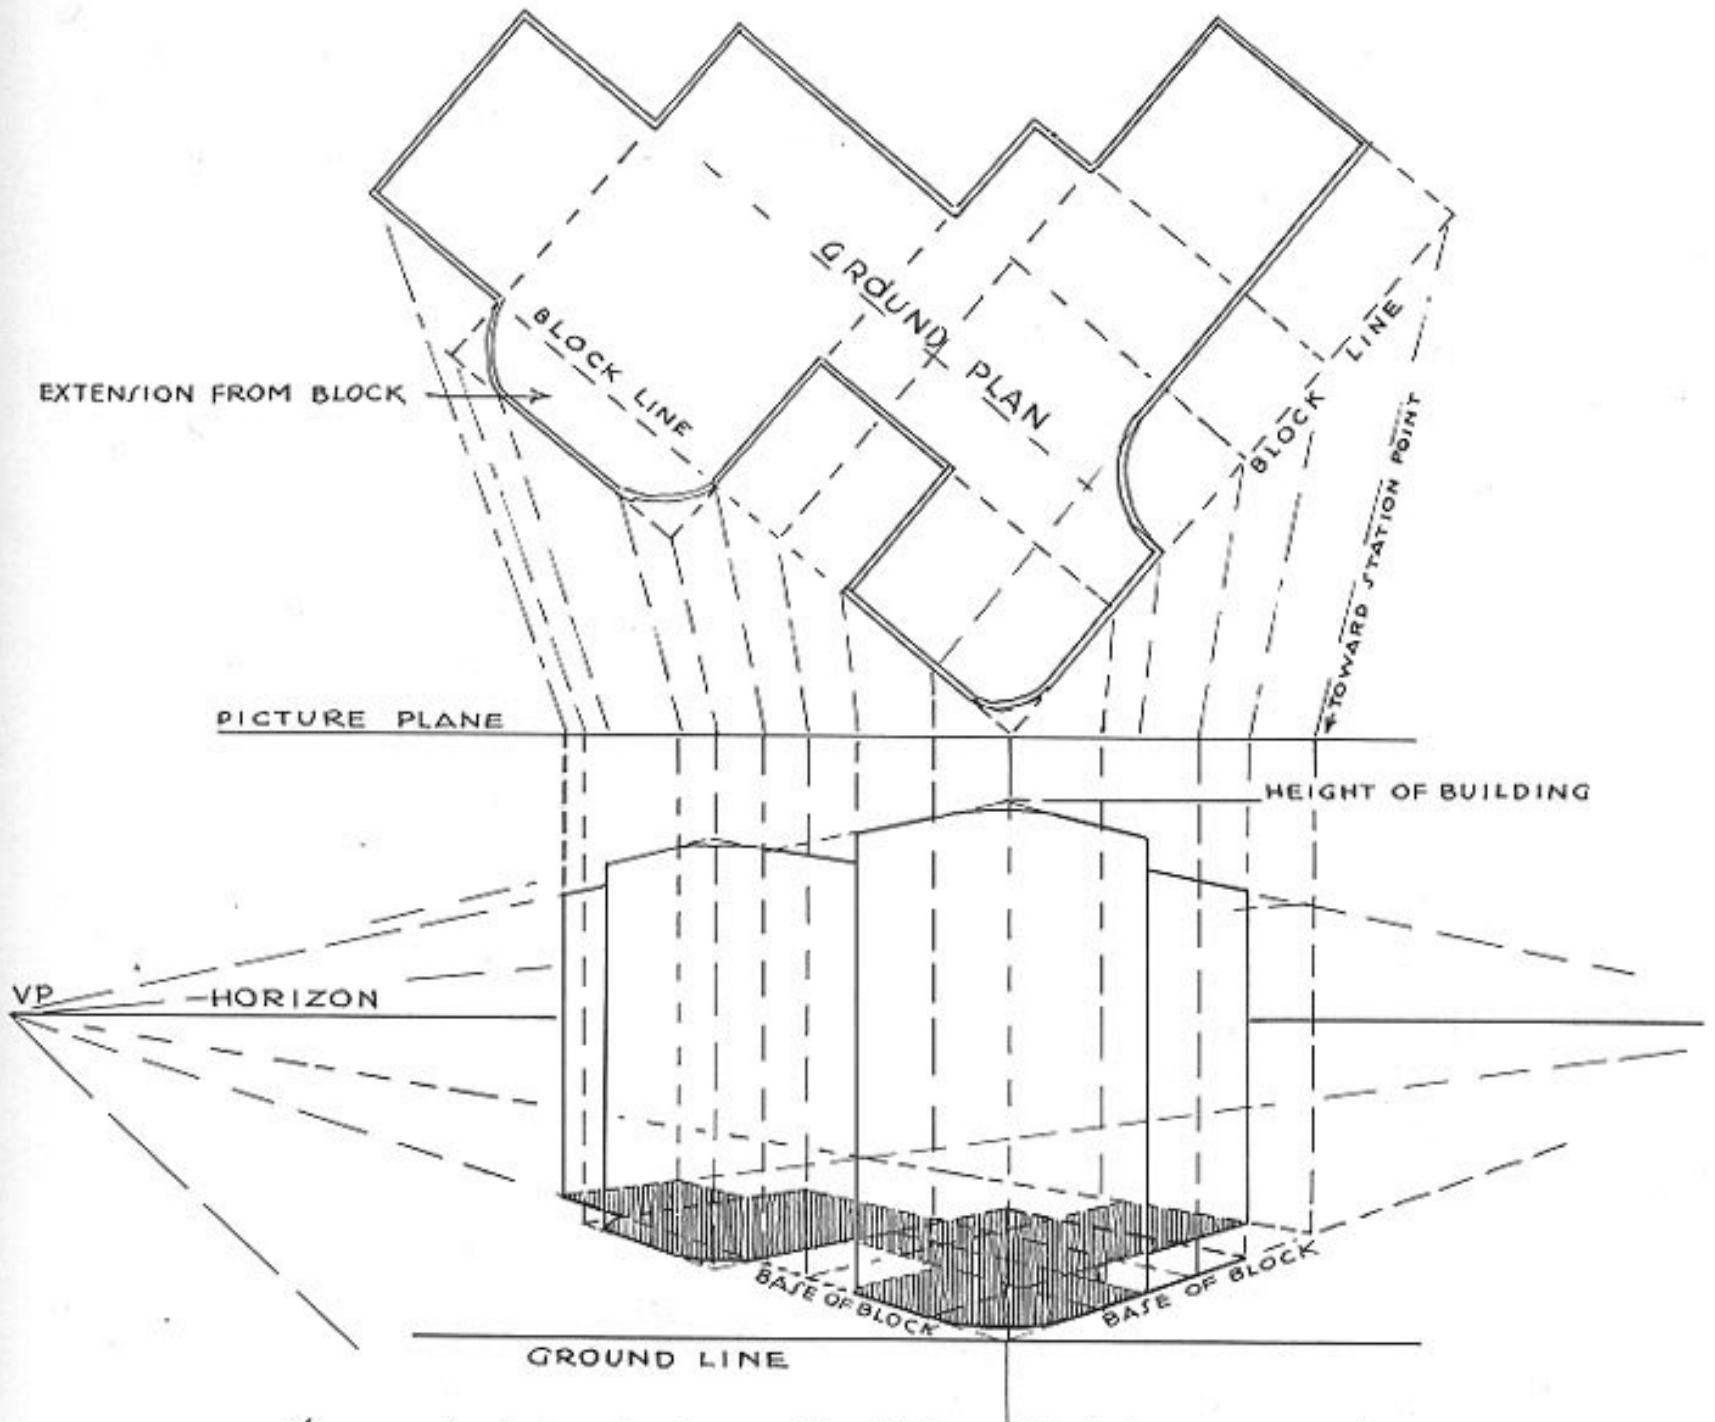 GROUND PLAN
BLOCK LINE
BLOCK LINE
EXTENSION FROM BLOCK
TOWARD STATION POINT
PICTURE PLANE
HEIGHT OF BUILDING
VP
HORIZON
BASE OF BLOCK
BASE OF BLOCK
GROUND LINE